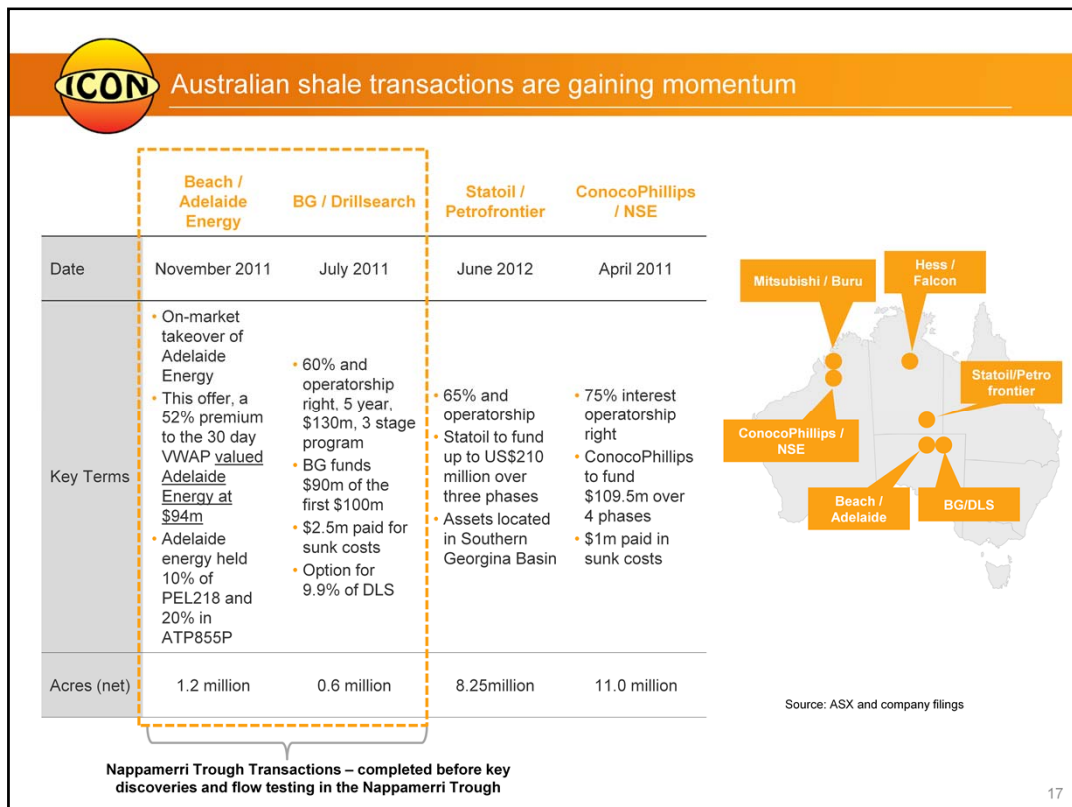 ICON
Australian shale transactions are gaining momentum
Beach /
Adelaide
Energy
BG / Drillsearch
Statoil /
Petrofrontier
ConocoPhillips
/ NSE
Date
November 2011
July 2011
June 2012
April 2011
Key Terms
• On-market
takeover of
Adelaide
Energy
• This offer, a
52% premium
to the 30 day
VWAP valued
Adelaide
Energy at
$94m
• Adelaide
energy held
10% of
PEL218 and
20% in
ATP855P
• 60% and
operatorship
right, 5 year,
$130m, 3 stage
program
• BG funds
$90m of the
first $100m
• $2.5m paid for
sunk costs
• Option for
9.9% of DLS
• 65% and
operatorship
• Statoil to fund
up to US$210
million over
three phases
• Assets located
in Southern
Georgina Basin
• 75% interest
operatorship
right
• ConocoPhillips
to fund
$109.5m over
4 phases
• $1m paid in
sunk costs
Acres (net)
1.2 million
0.6 million
8.25million
11.0 million
Nappamerri Trough Transactions – completed before key
discoveries and flow testing in the Nappamerri Trough
Mitsubishi / Buru
Hess /
Falcon
Statoil/Petro
frontier
ConocoPhillips /
NSE
Beach /
Adelaide
BG/DLS
Source: ASX and company filings
17